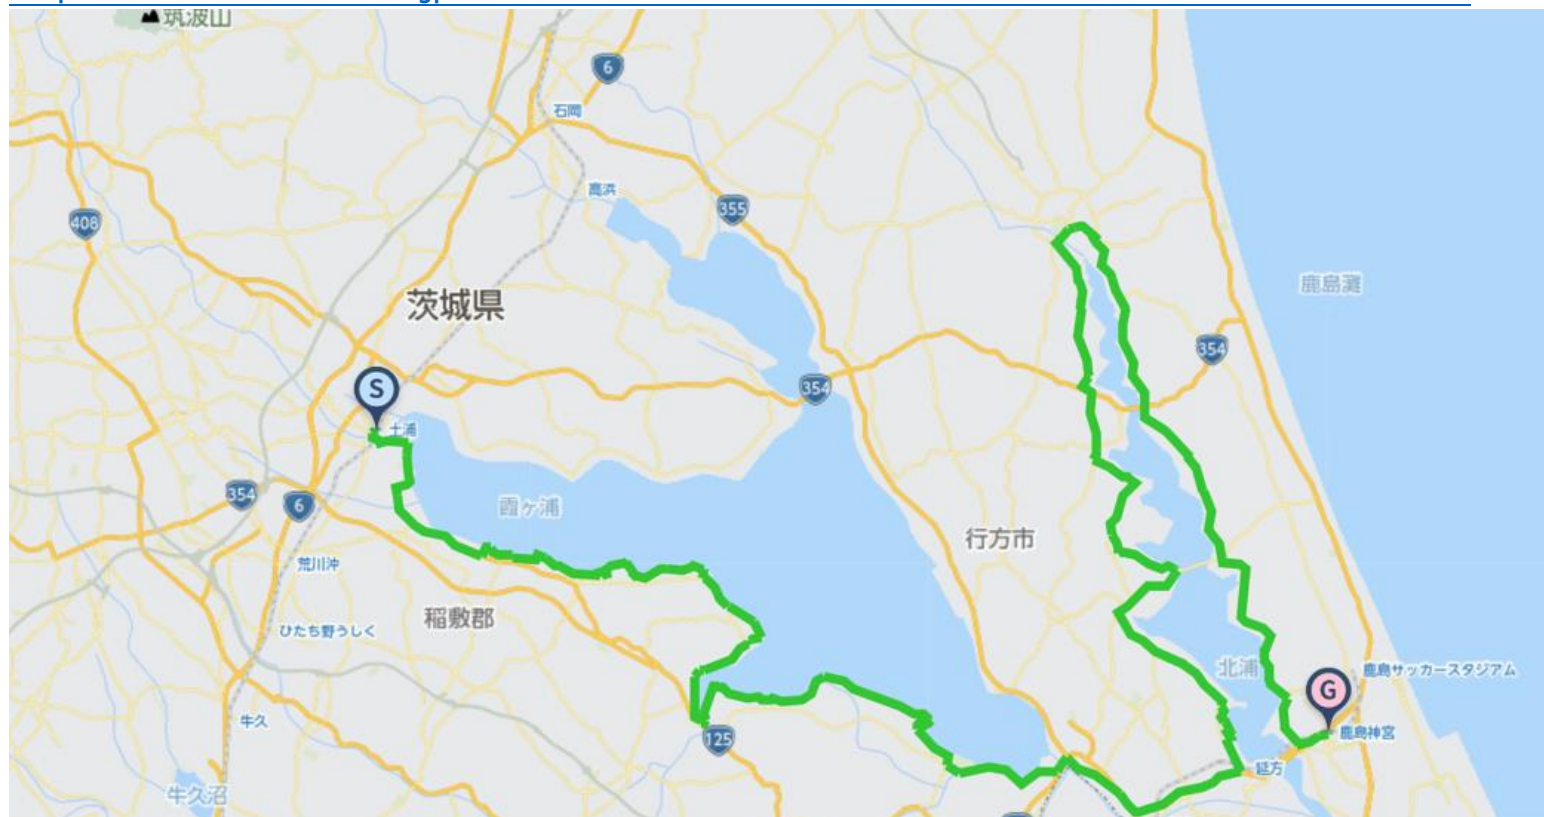 筑波山
6
石岡
高浜
355
408
鹿島灘
茨城県
354
354
S
土浦
354
6
霞ヶ浦
行方市
荒川沖
稲敷郡
ひたち野うしく
北浦
鹿島サッカースタジアム
G
牛久
125
鹿島神宮
延方
牛久沼